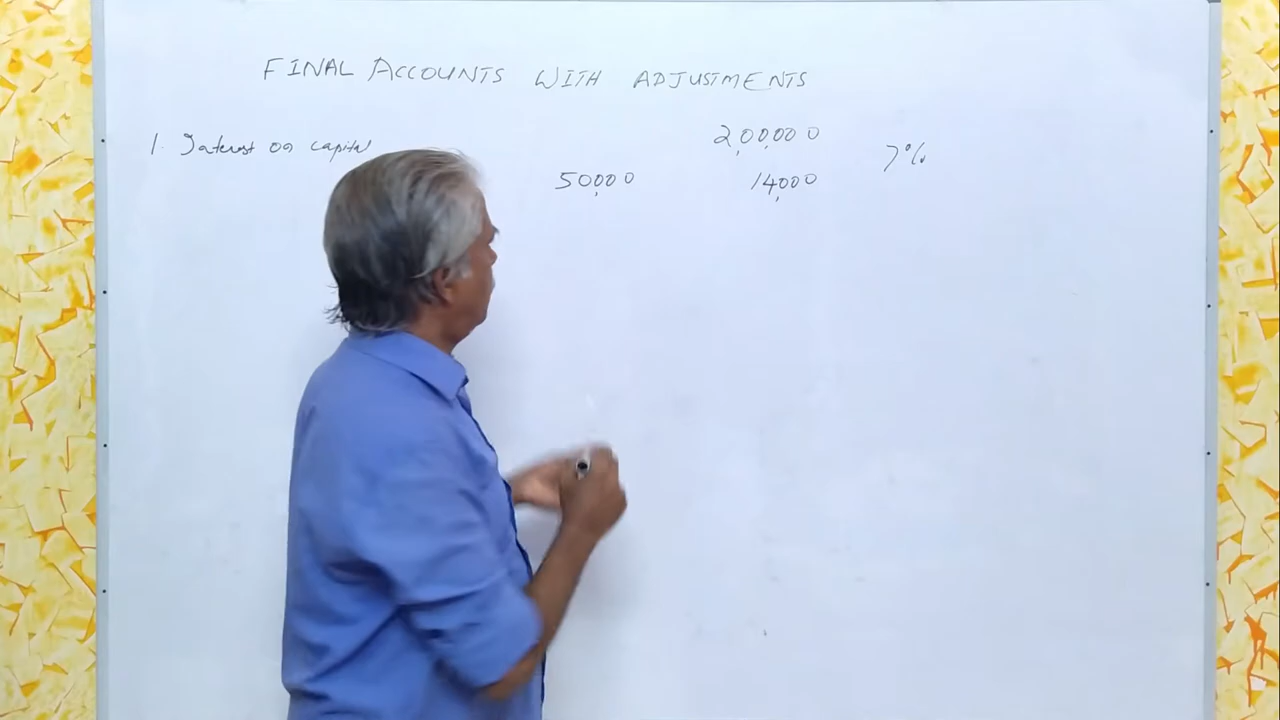 FINAL ACCOUNTS WITH ADJUSTMENTS
2,00,000
1. Interest on capital
7%
50,000 14,000